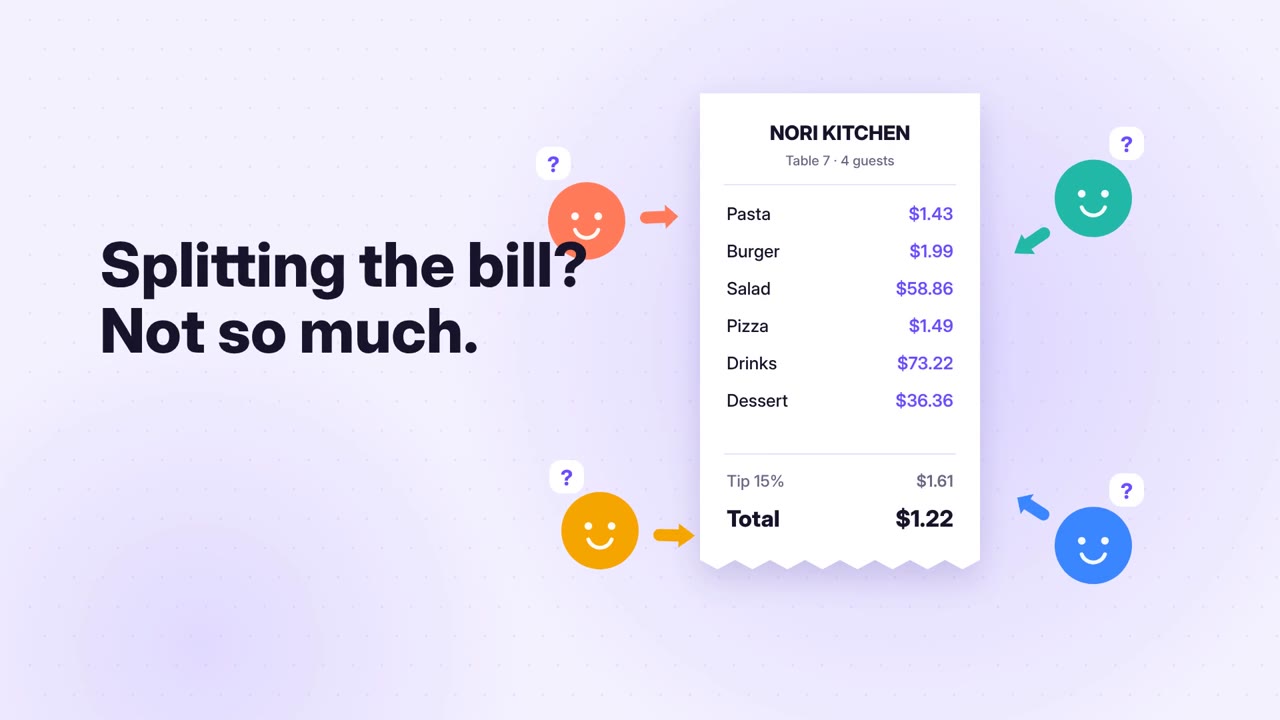 Splitting the bill?
Not so much.
?
?
?
?
NORI KITCHEN
Table 7 · 4 guests
Pasta $1.43
Burger $1.99
Salad $58.86
Pizza $1.49
Drinks $73.22
Dessert $36.36
Tip 15% $1.61
Total $1.22